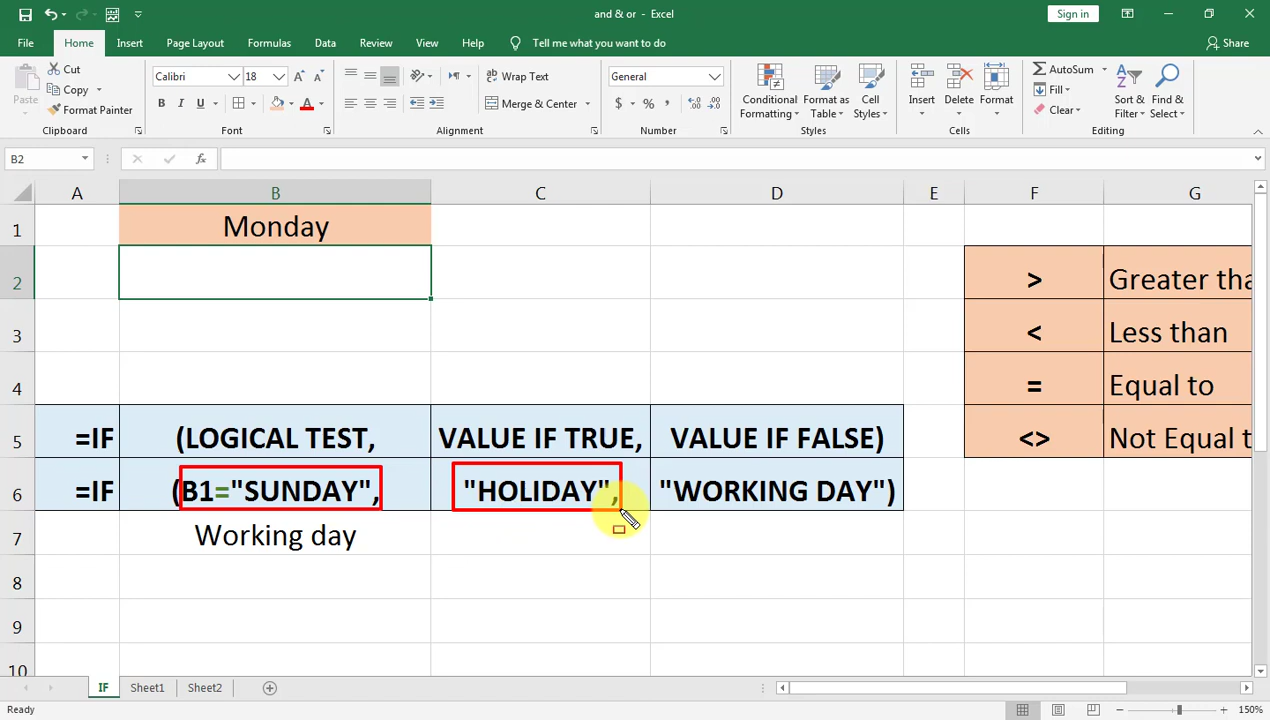 and & or - Excel
Sign in
File Home Insert Page Layout Formulas Data Review View Help Tell me what you want to do Share
Paste Cut Copy Format Painter
Calibri 18
B I U A A A
Wrap Text
Merge & Center
General
$ % ,
Conditional Formatting
Format as Table
Cell Styles
Insert Delete Format
AutoSum
Fill
Clear
Sort & Filter
Find & Select
Clipboard Font Alignment Number Styles Cells Editing
B2 fx
A B C D E F G
1 Monday
2 > Greater tha
3 < Less than
4 = Equal to
5 =IF (LOGICAL TEST, VALUE IF TRUE, VALUE IF FALSE) <> Not Equal t
6 =IF (B1="SUNDAY", "HOLIDAY", "WORKING DAY")
7 Working day
8
9
10
IF Sheet1 Sheet2
Ready 150%